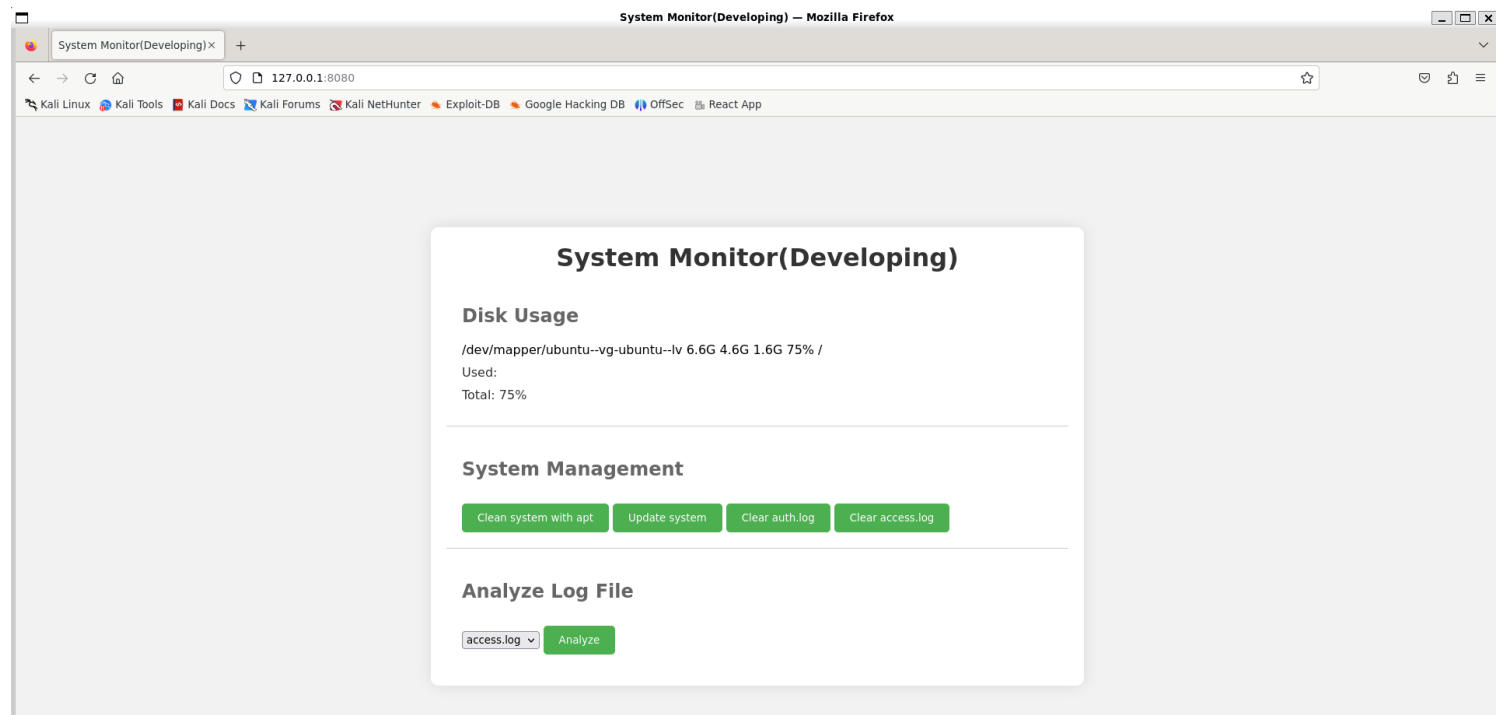 System Monitor(Developing) — Mozilla Firefox
System Monitor(Developing)
127.0.0.1:8080
Kali Linux Kali Tools Kali Docs Kali Forums Kali NetHunter Exploit-DB Google Hacking DB OffSec React App
System Monitor(Developing)
Disk Usage
/dev/mapper/ubuntu--vg-ubuntu--lv 6.6G 4.6G 1.6G 75% /
Used:
Total: 75%
System Management
Clean system with apt Update system Clear auth.log Clear access.log
Analyze Log File
access.log Analyze